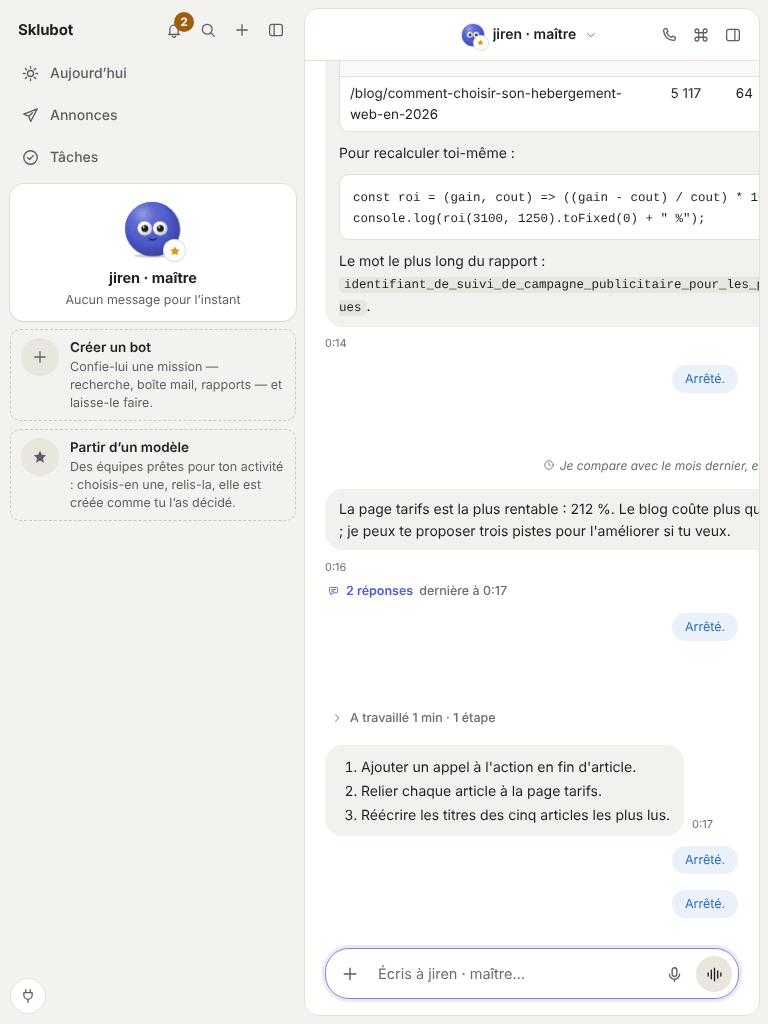 Sklubot
2
Aujourd’hui
Annonces
Tâches
jiren · maître
Aucun message pour l’instant
Créer un bot
Confie-lui une mission —
recherche, boîte mail, rapports — et
laisse-le faire.
Partir d’un modèle
Des équipes prêtes pour ton activité
: choisis-en une, relis-la, elle est
créée comme tu l’as décidé.
jiren · maître
/blog/comment-choisir-son-hebergement-
web-en-2026
5 117
64
Pour recalculer toi-même :
const roi = (gain, cout) => ((gain - cout) / cout) *
console.log(roi(3100, 1250).toFixed(0) + " %");
Le mot le plus long du rapport :
identifiant_de_suivi_de_campagne_publicitaire_pour_les_
ues .
0:14
Arrêté.
Je compare avec le mois dernier,
La page tarifs est la plus rentable : 212 %. Le blog coûte plus
; je peux te proposer trois pistes pour l'améliorer si tu veux.
0:16
2 réponses dernière à 0:17
Arrêté.
A travaillé 1 min · 1 étape
1. Ajouter un appel à l'action en fin d'article.
2. Relier chaque article à la page tarifs.
3. Réécrire les titres des cinq articles les plus lus.
0:17
Arrêté.
Arrêté.
Écris à jiren · maître…